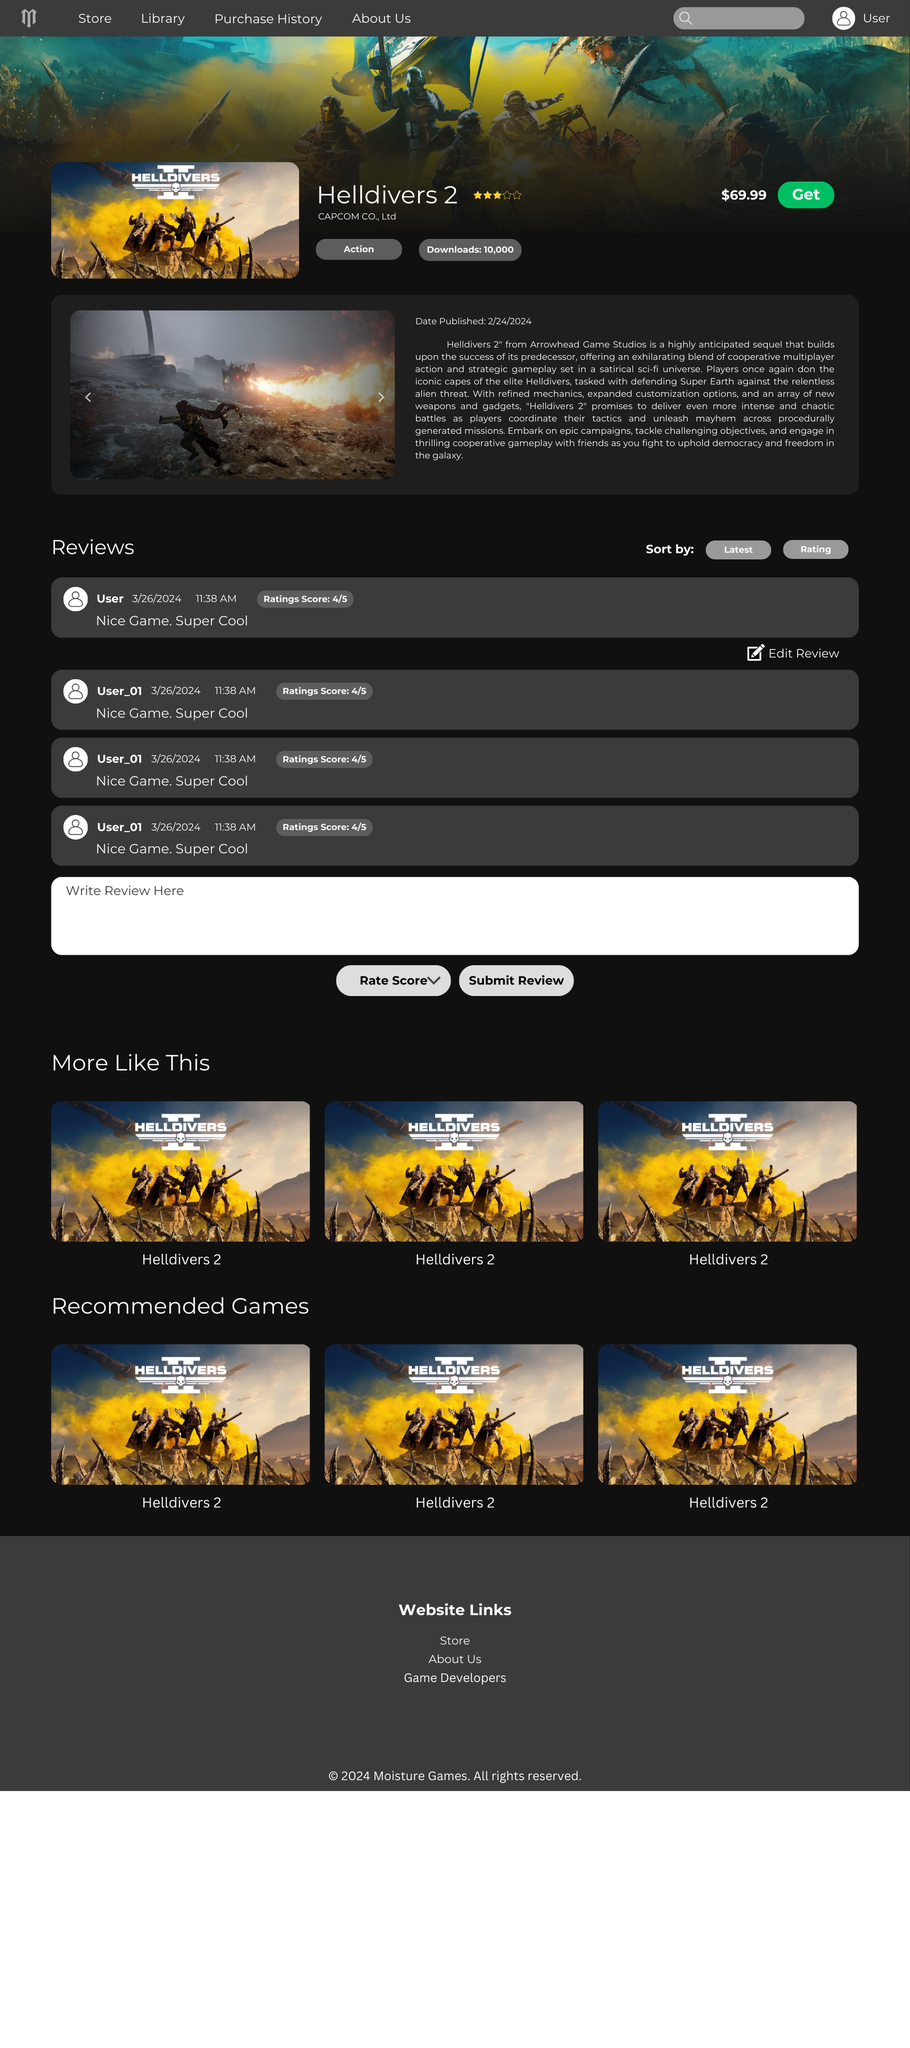 Store Library Purchase History About Us User
HELLDIVERS
II
Helldivers 2
$69.99 Get
CAPCOM CO., Ltd
Action Downloads: 10,000
Date Published: 2/24/2024
Helldivers 2" from Arrowhead Game Studios is a highly anticipated sequel that builds
upon the success of its predecessor, offering an exhilarating blend of cooperative multiplayer
action and strategic gameplay set in a satirical sci-fi universe. Players once again don the
iconic capes of the elite Helldivers, tasked with defending Super Earth against the relentless
alien threat. With refined mechanics, expanded customization options, and an array of new
weapons and gadgets, "Helldivers 2" promises to deliver even more intense and chaotic
battles as players coordinate their tactics and unleash mayhem across procedurally
generated missions. Embark on epic campaigns, tackle challenging objectives, and engage in
thrilling cooperative gameplay with friends as you fight to uphold democracy and freedom in
the galaxy.
Reviews
Sort by: Latest Rating
User 3/26/2024 11:38 AM Ratings Score: 4/5
Nice Game. Super Cool
Edit Review
User_01 3/26/2024 11:38 AM Ratings Score: 4/5
Nice Game. Super Cool
User_01 3/26/2024 11:38 AM Ratings Score: 4/5
Nice Game. Super Cool
User_01 3/26/2024 11:38 AM Ratings Score: 4/5
Nice Game. Super Cool
Write Review Here
Rate Score Submit Review
More Like This
HELLDIVERS II HELLDIVERS II HELLDIVERS II
Helldivers 2 Helldivers 2 Helldivers 2
Recommended Games
HELLDIVERS II HELLDIVERS II HELLDIVERS II
Helldivers 2 Helldivers 2 Helldivers 2
Website Links
Store
About Us
Game Developers
© 2024 Moisture Games. All rights reserved.